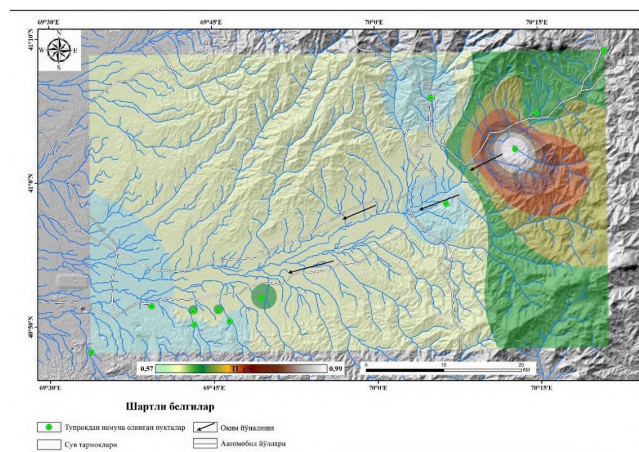 69°30'E 69°45'E 70°0'E 70°15'E
41°10'N
N
W E
S
41°0'N
40°50'N
0,57 Tl 0,99
0 10 20
KM
69°30'E 69°45'E 70°0'E 70°15'E
Шартли белгилар
Тупрокдан намуна олинган нукталар
Оким йўналиши
Сув тармоклари
Автомобил йўллари